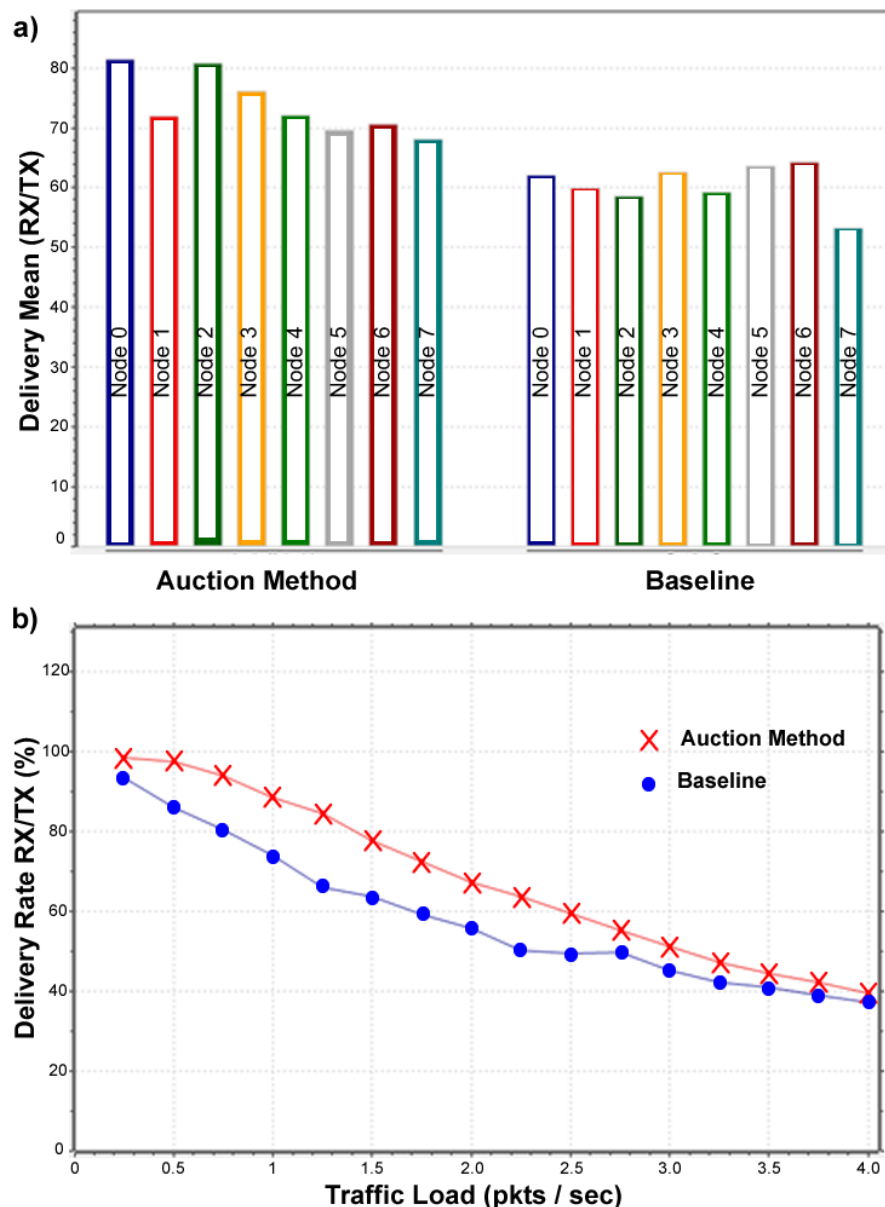 a)
Delivery Mean (RX/TX)
80
70
60
50
40
30
20
10
0
Node 0
Node 1
Node 2
Node 3
Node 4
Node 5
Node 6
Node 7
Node 0
Node 1
Node 2
Node 3
Node 4
Node 5
Node 6
Node 7
Auction Method
Baseline
b)
Delivery Rate RX/TX (%)
120
100
80
60
40
20
0
Auction Method
Baseline
0
0.5
1
1.5
2.0
2.5
3.0
3.5
4.0
Traffic Load (pkts / sec)